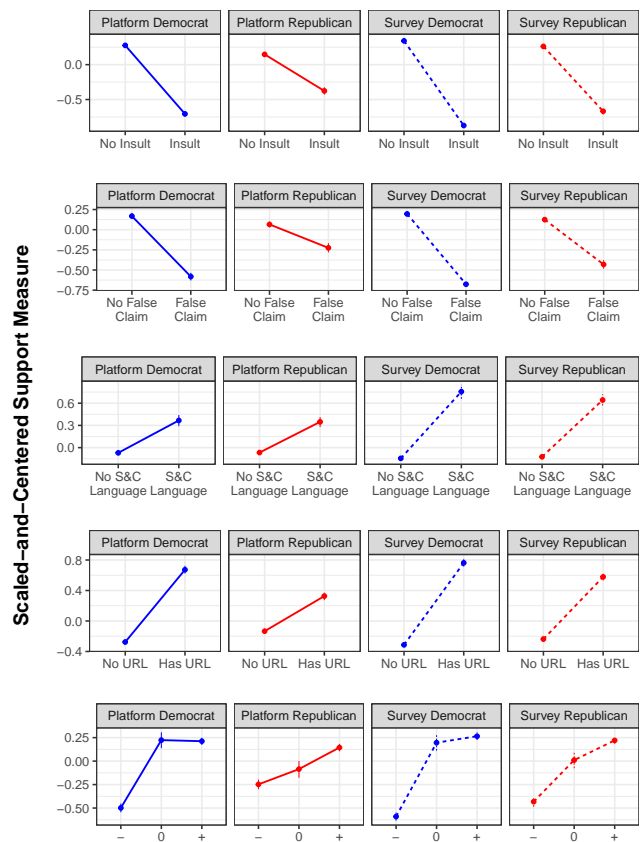 Scaled−and−Centered Support Measure
Platform Democrat Platform Republican Survey Democrat Survey Republican
0.0
−0.5
No Insult Insult No Insult Insult No Insult Insult No Insult Insult
Platform Democrat Platform Republican Survey Democrat Survey Republican
0.25
0.00
−0.25
−0.50
−0.75
No False False No False False No False False No False False
Claim Claim Claim Claim Claim Claim Claim Claim
Platform Democrat Platform Republican Survey Democrat Survey Republican
0.6
0.0
No S&C S&C No S&C S&C No S&C S&C No S&C S&C
Language Language Language Language Language Language Language Language
Platform Democrat Platform Republican Survey Democrat Survey Republican
0.8
0.4
0.0
−0.4
No URL Has URL No URL Has URL No URL Has URL No URL Has URL
Platform Democrat Platform Republican Survey Democrat Survey Republican
0.25
0.00
−0.25
−0.50
− 0 + − 0 + − 0 + − 0 +